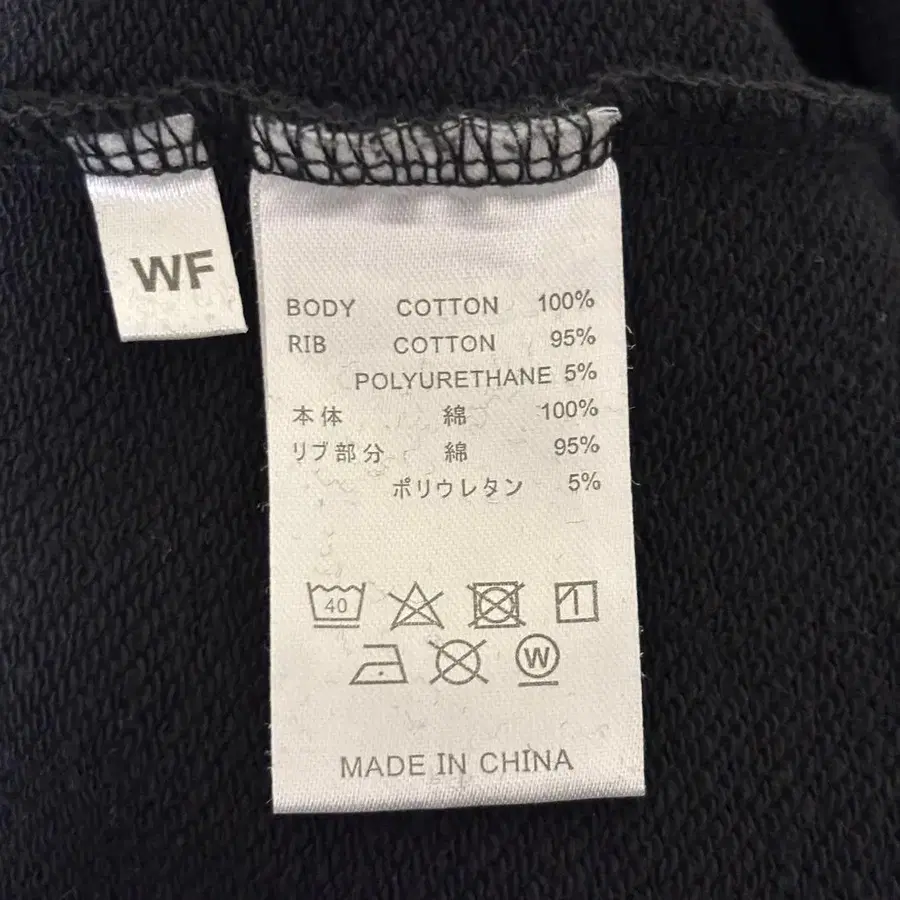 WF
BODY COTTON 100%
RIB COTTON 95%
POLYURETHANE 5%
本体 綿 100%
リブ部分 綿 95%
ポリウレタン 5%
40
W
MADE IN CHINA